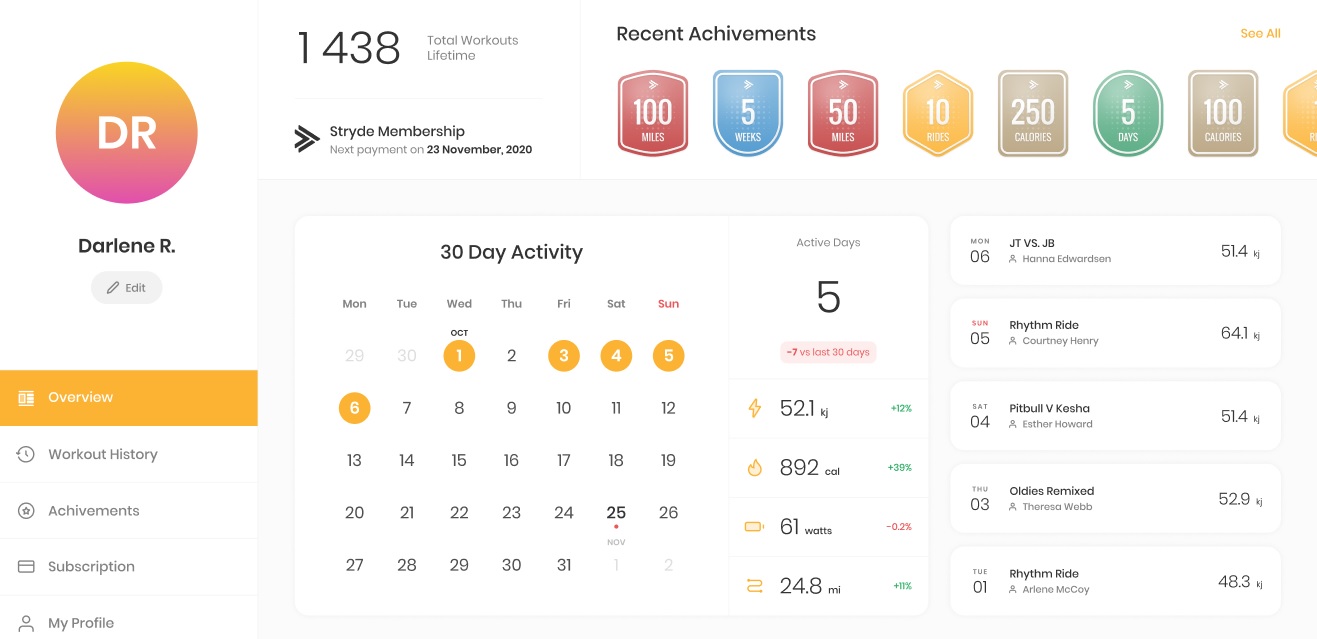 DR
Darlene R.
Edit
Overview
Workout History
Achivements
Subscription
My Profile
1 438
Total Workouts
Lifetime
Stryde Membership
Next payment on 23 November, 2020
Recent Achivements
See All
100
MILES
5
WEEKS
50
MILES
10
RIDES
250
CALORIES
5
DAYS
100
CALORIES
30 Day Activity
Mon Tue Wed Thu Fri Sat Sun
OCT
29 30 1 2 3 4 5
6 7 8 9 10 11 12
13 14 15 16 17 18 19
20 21 22 23 24 25 26
NOV
27 28 29 30 31 1 2
Active Days
5
-7 vs last 30 days
52.1 kj +12%
892 cal +39%
61 watts -0.2%
24.8 mi +11%
MON
06
JT VS. JB
Hanna Edwardsen
51.4 kj
SUN
05
Rhythm Ride
Courtney Henry
64.1 kj
SAT
04
Pitbull V Kesha
Esther Howard
51.4 kj
THU
03
Oldies Remixed
Theresa Webb
52.9 kj
TUE
01
Rhythm Ride
Arlene McCoy
48.3 kj